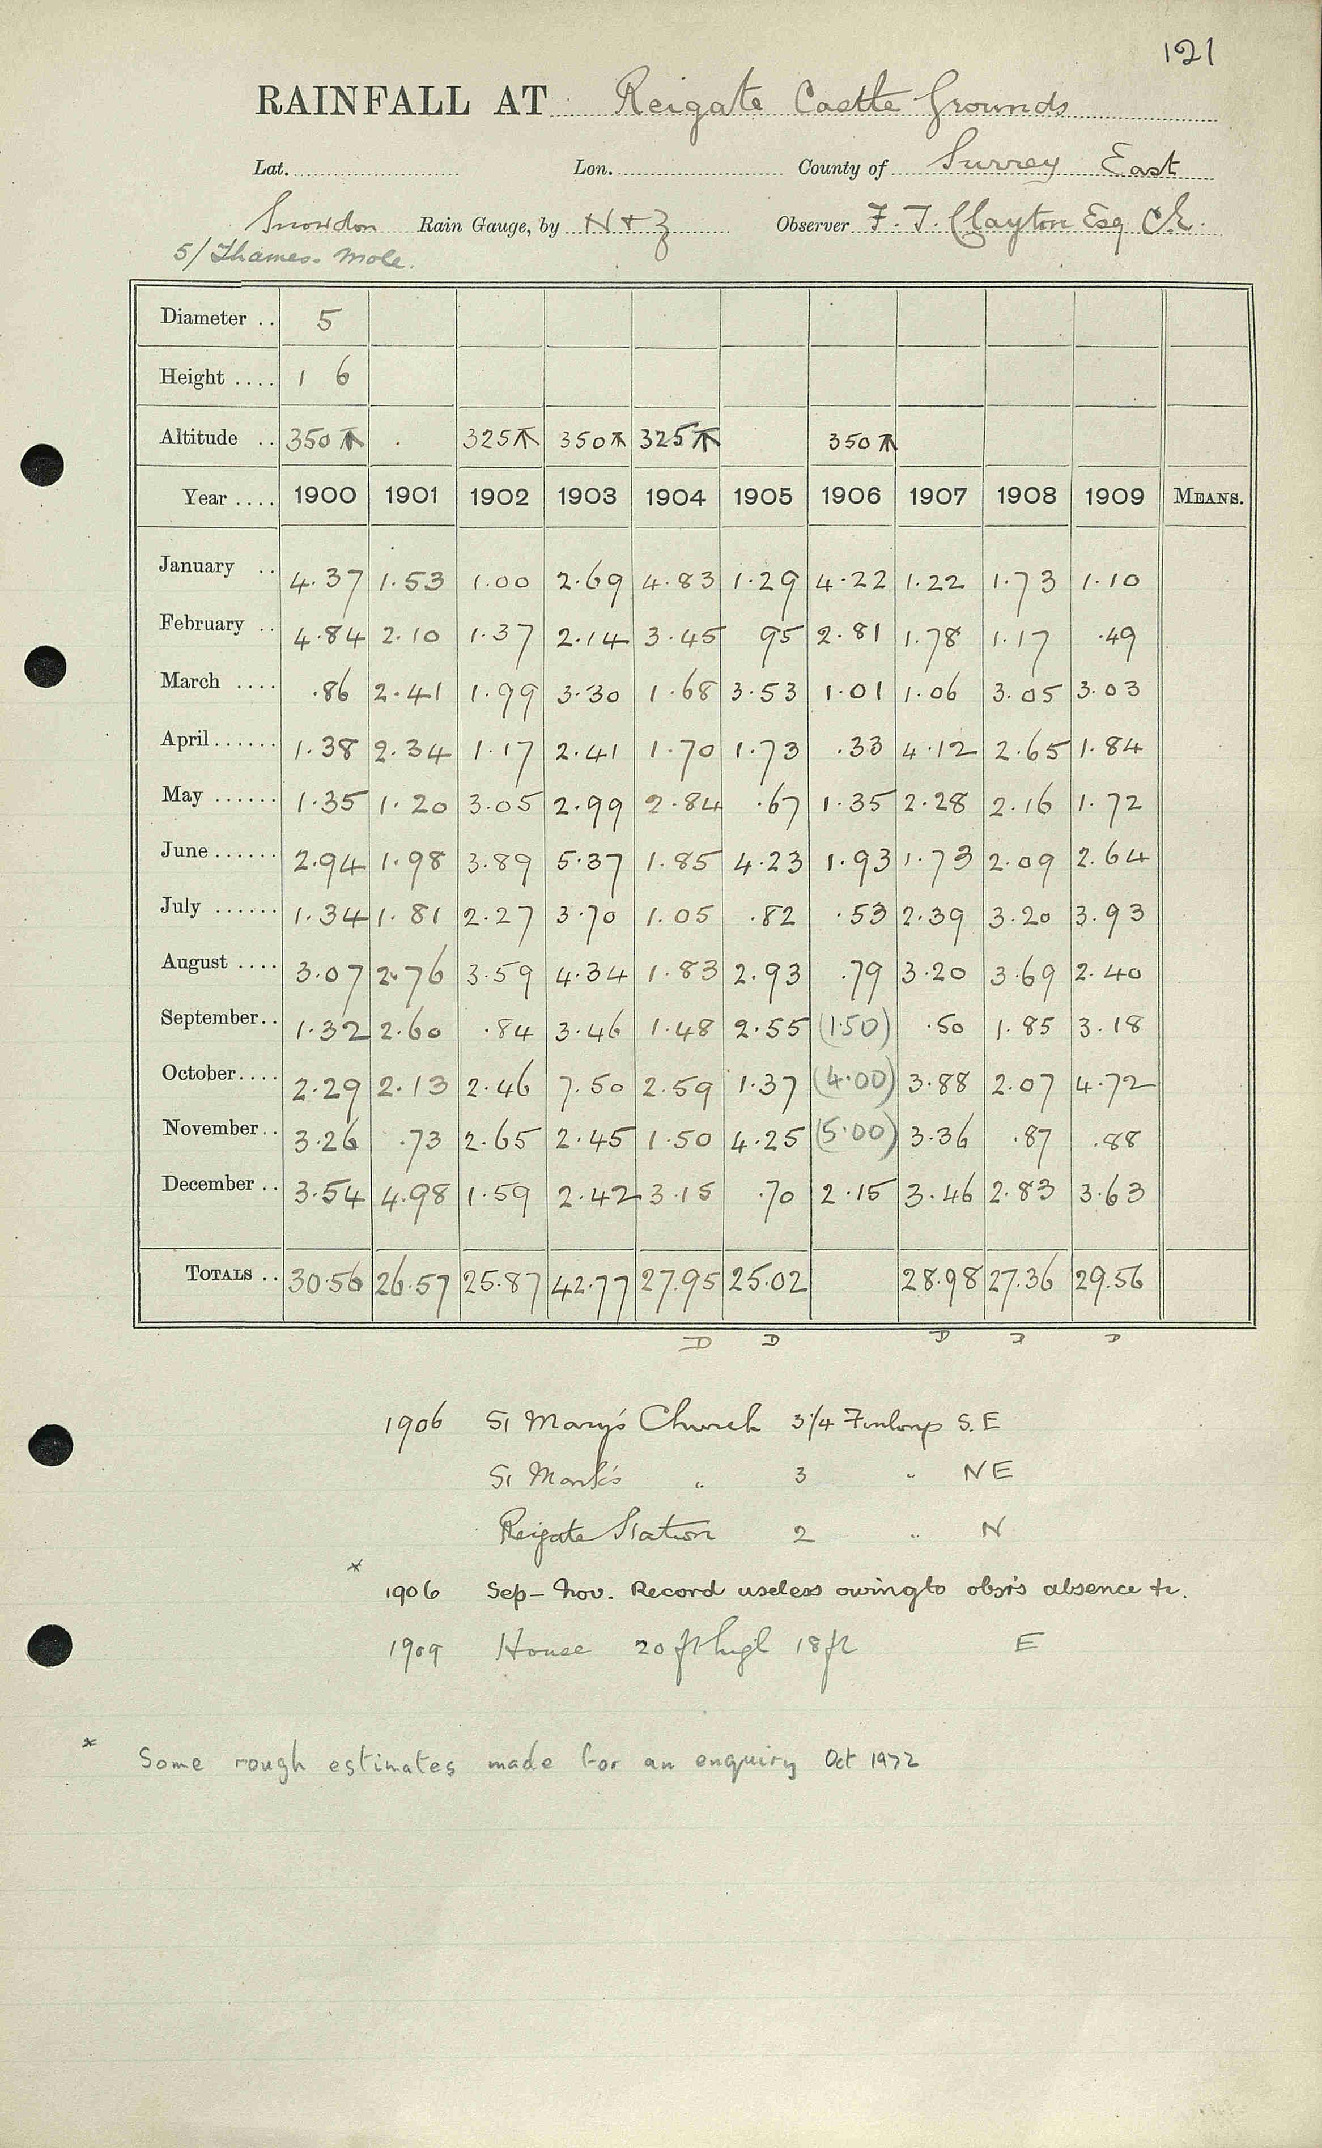 121
RAINFALL AT Reigate Castle Grounds
Lat. Lon. County of Surrey East
Snowdon Rain Gauge, by N + Z Observer F. T. Clayton Esq C.E.
5/ Thames. Mole.
Diameter .. 5
Height .... 1 6
Altitude .. 350 ⚻ 325 350 325 350
Year .... 1900 1901 1902 1903 1904 1905 1906 1907 1908 1909 MEANS.
January .. 4.37 1.53 1.00 2.69 4.83 1.29 4.22 1.22 1.73 1.10
February .. 4.84 2.10 1.37 2.14 3.45 95 2.81 1.78 1.17 .49
March .... .86 2.41 1.99 3.30 1.68 3.53 1.01 1.06 3.05 3.03
April ...... 1.38 2.34 1.17 2.41 1.70 1.73 .33 4.12 2.65 1.84
May ...... 1.35 1.20 3.05 2.99 2.84 .67 1.35 2.28 2.16 1.72
June ...... 2.94 1.98 3.89 5.37 1.85 4.23 1.93 1.73 2.09 2.64
July ...... 1.34 1.81 2.27 3.70 1.05 .82 .53 2.39 3.20 3.93
August .... 3.07 2.76 3.59 4.34 1.83 2.93 .79 3.20 3.69 2.40
September .. 1.32 2.60 .84 3.46 1.48 2.55 (1.50) .50 1.85 3.18
October .... 2.29 2.13 2.46 7.50 2.59 1.37 (4.00) 3.88 2.07 4.72
November .. 3.26 .73 2.65 2.45 1.50 4.25 (5.00) 3.36 .87 .88
December .. 3.54 4.98 1.59 2.42 3.15 .70 2.15 3.46 2.83 3.63
TOTALS .. 30.56 26.57 25.87 42.77 27.95 25.02 28.98 27.36 29.56
D D D D D
1906 St Mary's Church 3¼ Furlongs S.E
St Mark's " 3 " NE
Reigate Station 2 " N
* 1906 Sep - Nov. Record useless owing to obsr's absence &c.
1909 House 20 ft high 18 ft E
* Some rough estimates made for an enquiry Oct 1972